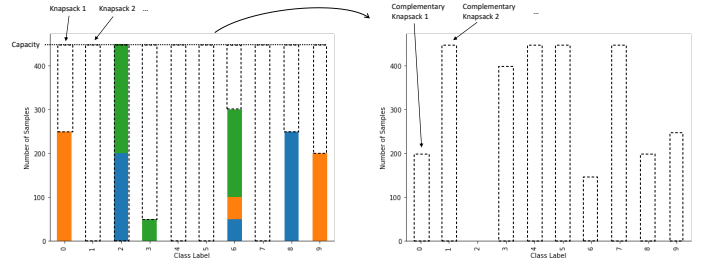 Knapsack 1 Knapsack 2 ...
Capacity
400
300
200
100
0
Number of Samples
0 1 2 3 4 5 6 7 8 9
Class Label
Complementary
Knapsack 1
Complementary
Knapsack 2 ...
400
300
200
100
0
Number of Samples
0 1 2 3 4 5 6 7 8 9
Class Label